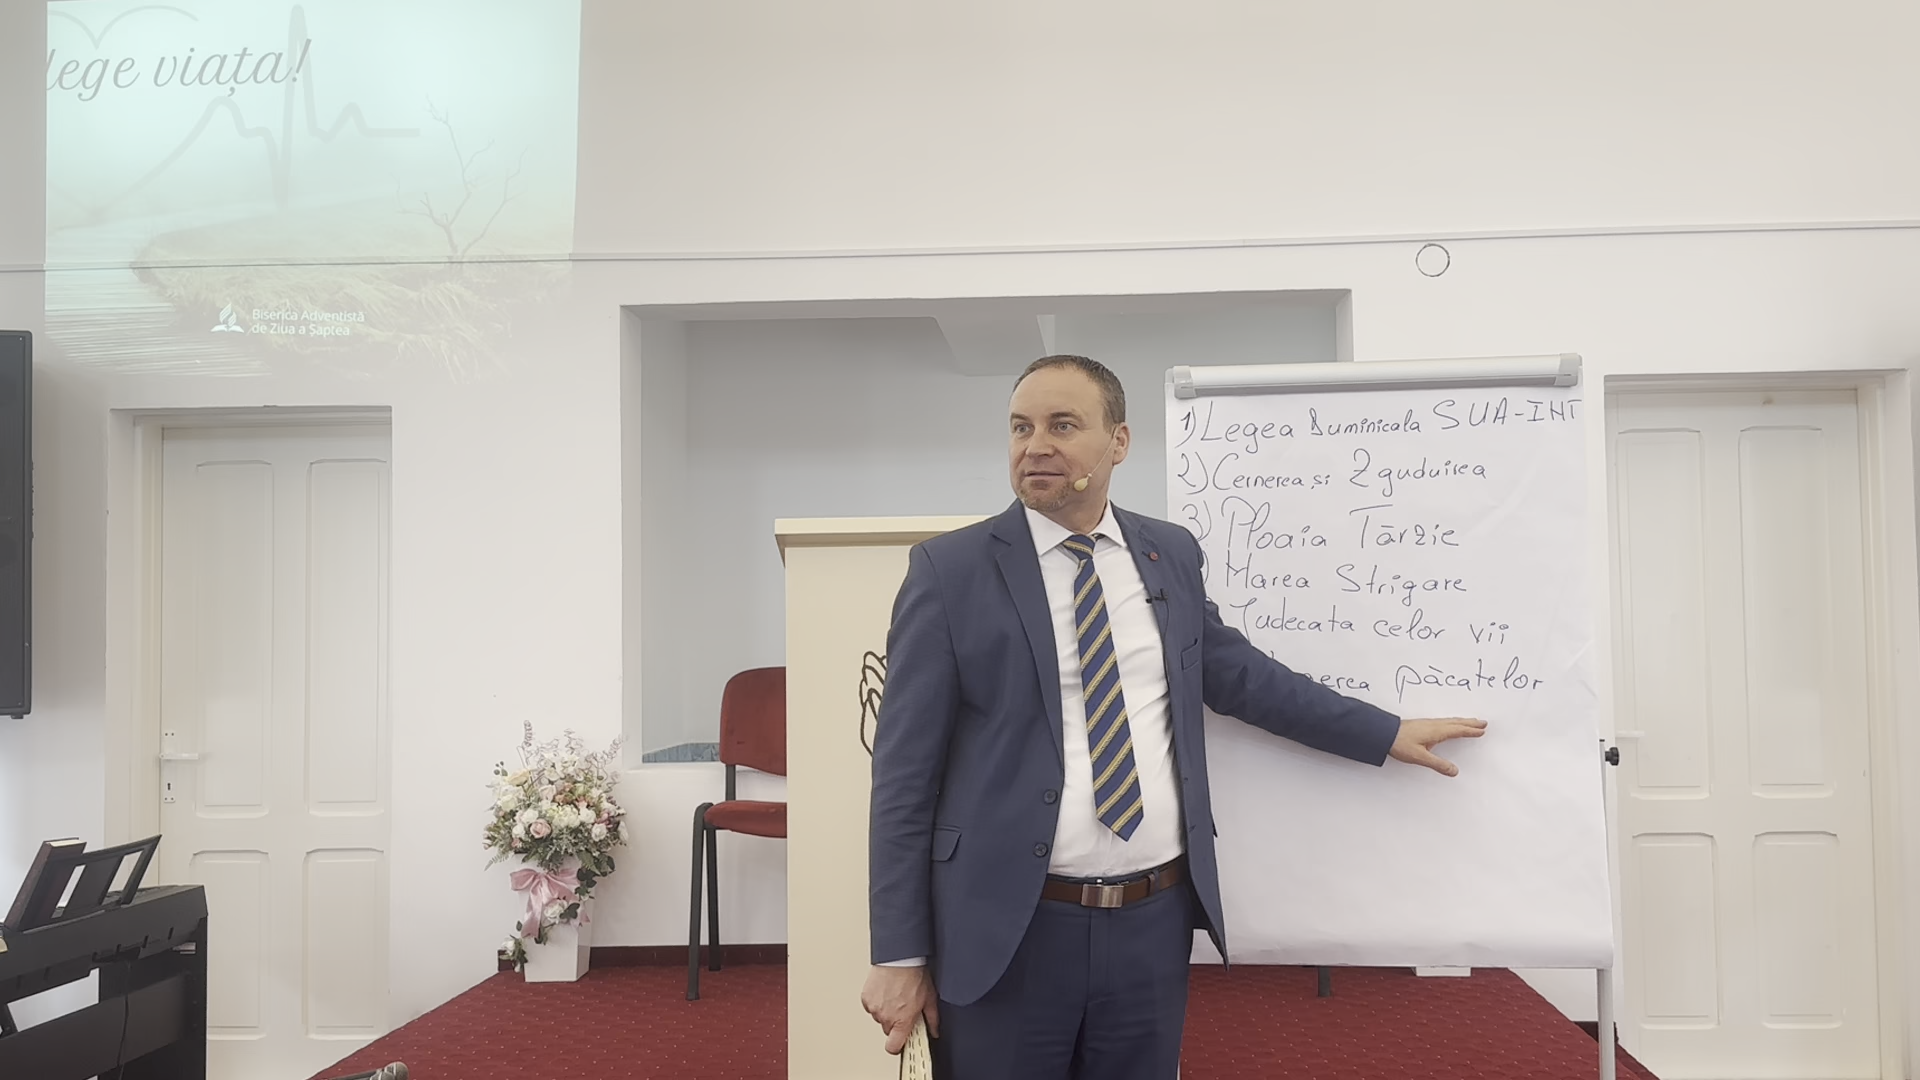 lege viața!
Biserica Adventistă
de Ziua a Șaptea
1) Legea Duminicala SUA-INT
2) Cernerea și Zguduirea
3) Ploaia Târzie
) Marea Strigare
Judecata celor vii
păcatelor